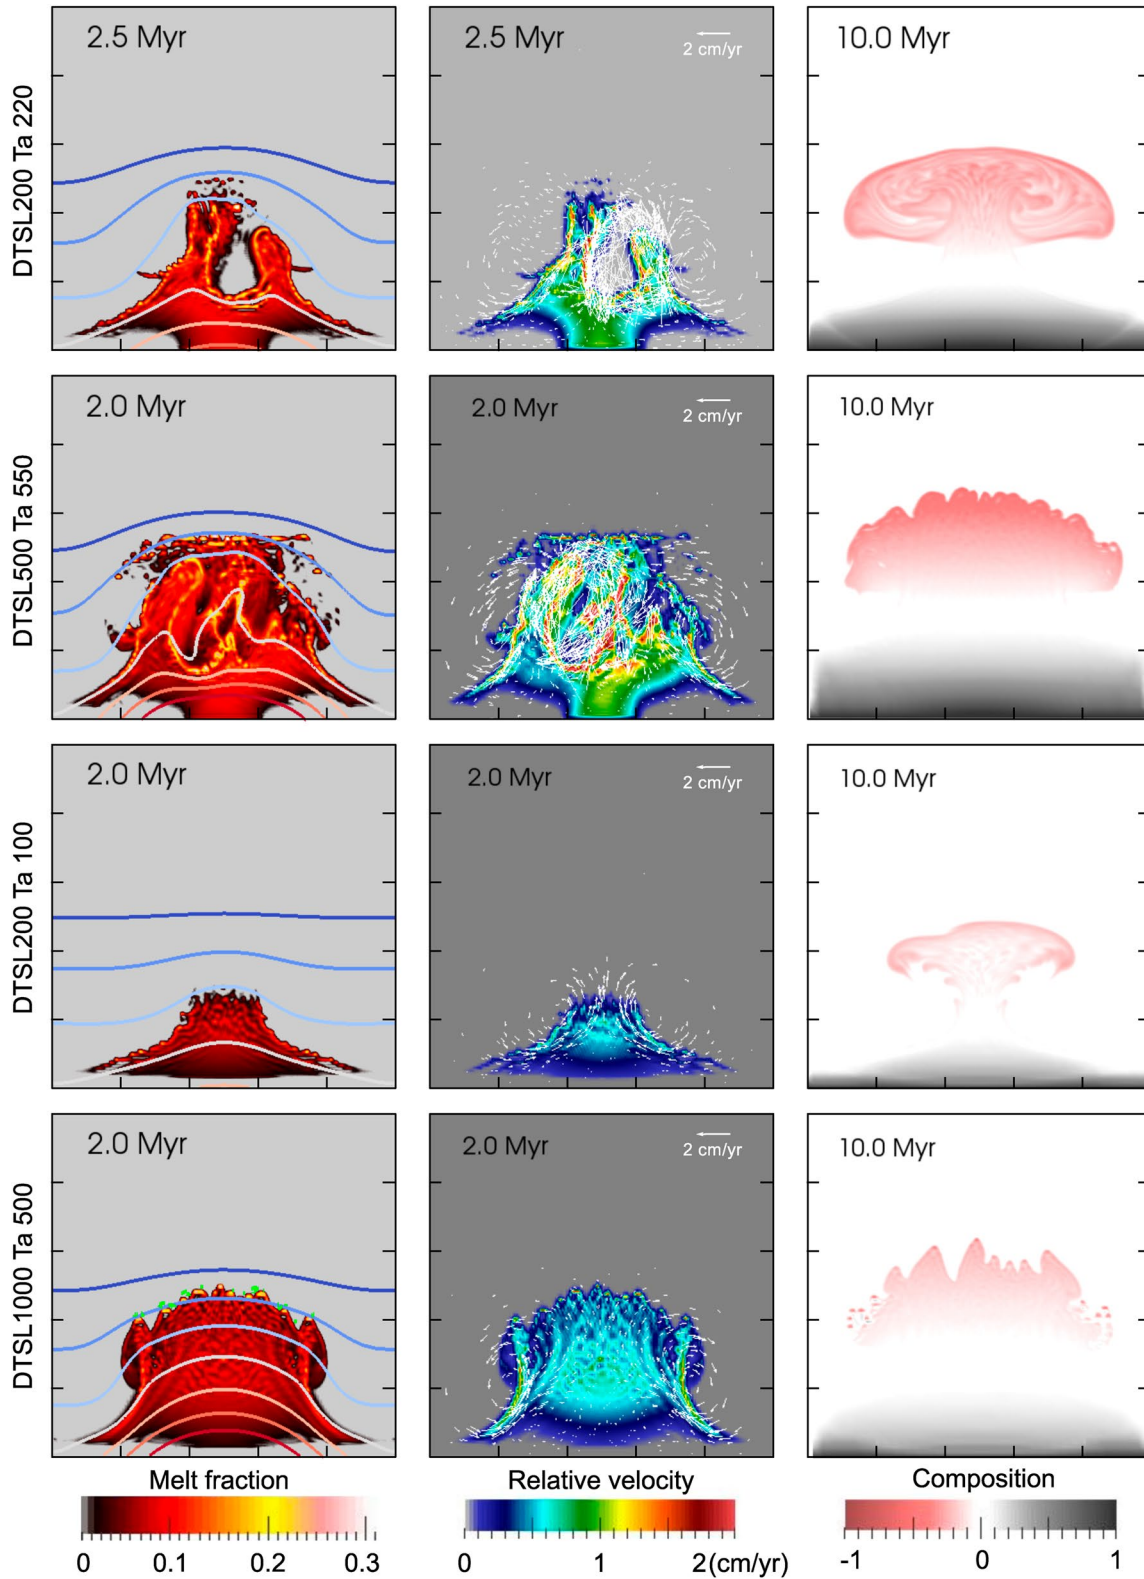 DTSL200 Ta 220
2.5 Myr
2.5 Myr
2 cm/yr
10.0 Myr
DTSL500 Ta 550
2.0 Myr
2.0 Myr
2 cm/yr
10.0 Myr
DTSL200 Ta 100
2.0 Myr
2.0 Myr
2 cm/yr
10.0 Myr
DTSL1000 Ta 500
2.0 Myr
2.0 Myr
2 cm/yr
10.0 Myr
Melt fraction
0 0.1 0.2 0.3
Relative velocity
0 1 2(cm/yr)
Composition
-1 0 1